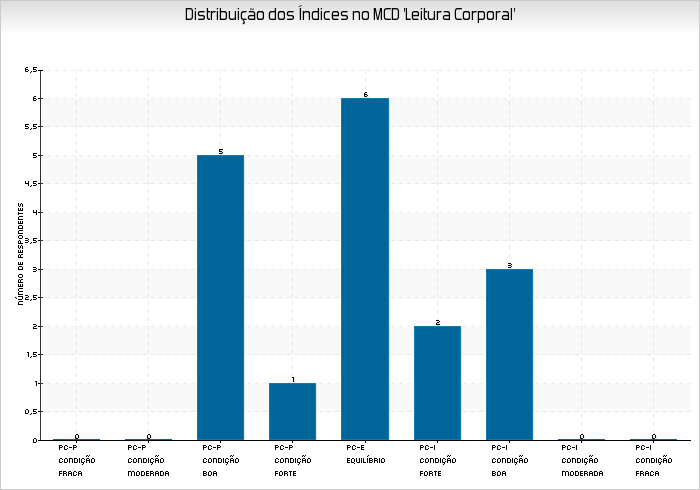 Distribuição dos Índices no MCD 'Leitura Corporal'
NÚMERO DE RESPONDENTES
6,5
6
5,5
5
4,5
4
3,5
3
2,5
2
1,5
1
0,5
0
0
0
5
1
6
2
3
0
0
PC-P CONDIÇÃO FRACA
PC-P CONDIÇÃO MODERADA
PC-P CONDIÇÃO BOA
PC-P CONDIÇÃO FORTE
PC-E EQUILÍBRIO
PC-I CONDIÇÃO FORTE
PC-I CONDIÇÃO BOA
PC-I CONDIÇÃO MODERADA
PC-I CONDIÇÃO FRACA